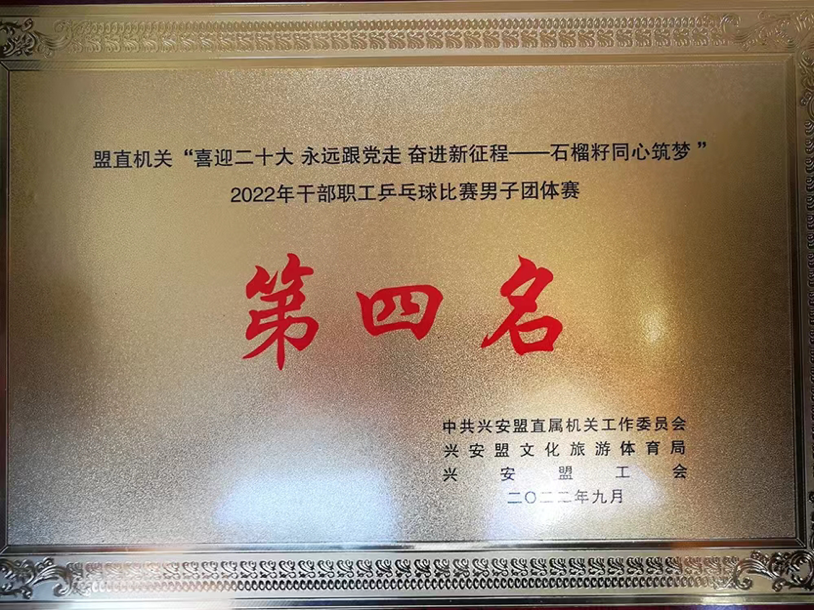 盟直机关“喜迎二十大 永远跟党走 奋进新征程——石榴籽同心筑梦”
2022年干部职工乒乓球比赛男子团体赛
第四名
中共兴安盟直属机关工作委员会
兴安盟文化旅游体育局
兴安盟工会
二〇二二年九月